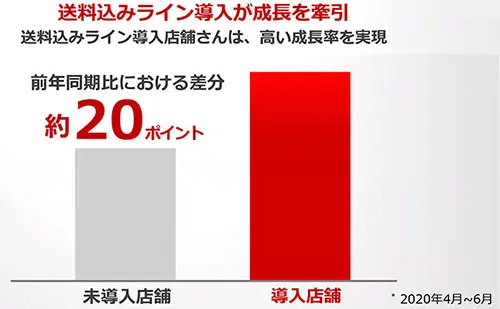 送料込みライン導入が成長を牽引
送料込みライン導入店舗さんは、高い成長率を実現
前年同期比における差分
約20ポイント
未導入店舗
導入店舗
* 2020年4月~6月